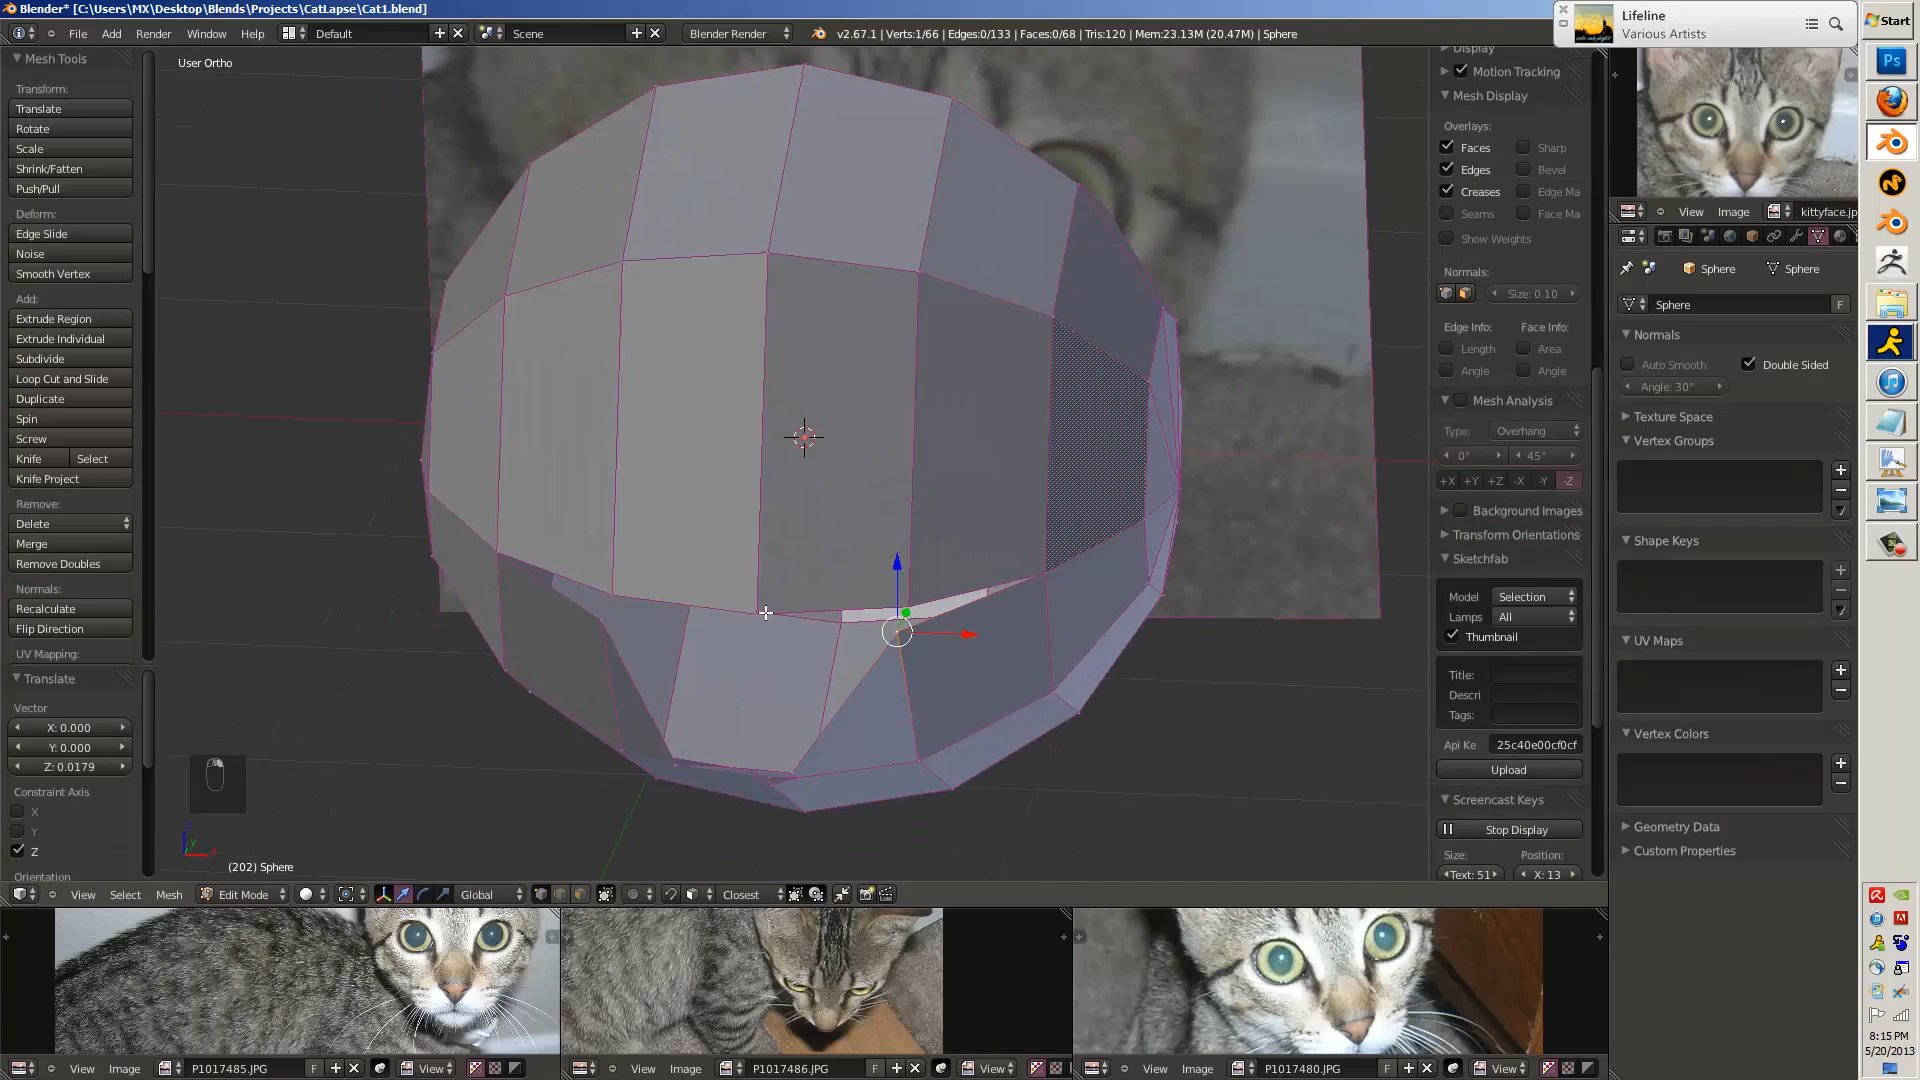 Blender* [C:\Users\MX\Desktop\Blends\Projects\CatLapse\Cat1.blend]
File Add Render Window Help Default Scene Blender Render v2.67.1 | Verts:1/66 | Edges:0/133 | Faces:0/68 | Tris:120 | Mem:23.13M (20.47M) | Sphere
Lifeline
Various Artists
Start
Mesh Tools
Transform:
Translate
Rotate
Scale
Shrink/Fatten
Push/Pull
Deform:
Edge Slide
Noise
Smooth Vertex
Add:
Extrude Region
Extrude Individual
Subdivide
Loop Cut and Slide
Duplicate
Spin
Screw
Knife Select
Knife Project
Remove:
Delete
Merge
Remove Doubles
Normals:
Recalculate
Flip Direction
UV Mapping:
Translate
Vector
X: 0.000
Y: 0.000
Z: 0.0179
Constraint Axis
X
Y
Z
Orientation
User Ortho
(202) Sphere
View Select Mesh Edit Mode Global Closest
Display
Motion Tracking
Mesh Display
Overlays:
Faces Sharp
Edges Bevel
Creases Edge Ma
Seams Face Ma
Show Weights
Normals:
Size: 0.10
Edge Info: Face Info:
Length Area
Angle Angle
Mesh Analysis
Type: Overhang
0° 45°
+X +Y +Z -X -Y -Z
Background Images
Transform Orientations
Sketchfab
Model Selection
Lamps All
Thumbnail
Title:
Descri
Tags:
Api Ke 25c40e00cf0cf
Upload
Screencast Keys
Stop Display
Size: Position:
Text: 51 X: 13
View Image kittyface.jp
Sphere Sphere
Sphere F
Normals
Auto Smooth Double Sided
Angle: 30°
Texture Space
Vertex Groups
Shape Keys
UV Maps
Vertex Colors
Geometry Data
Custom Properties
Ps
View Image P1017485.JPG F View
View Image P1017486.JPG F View
View Image P1017480.JPG F View
8:15 PM
5/20/2013